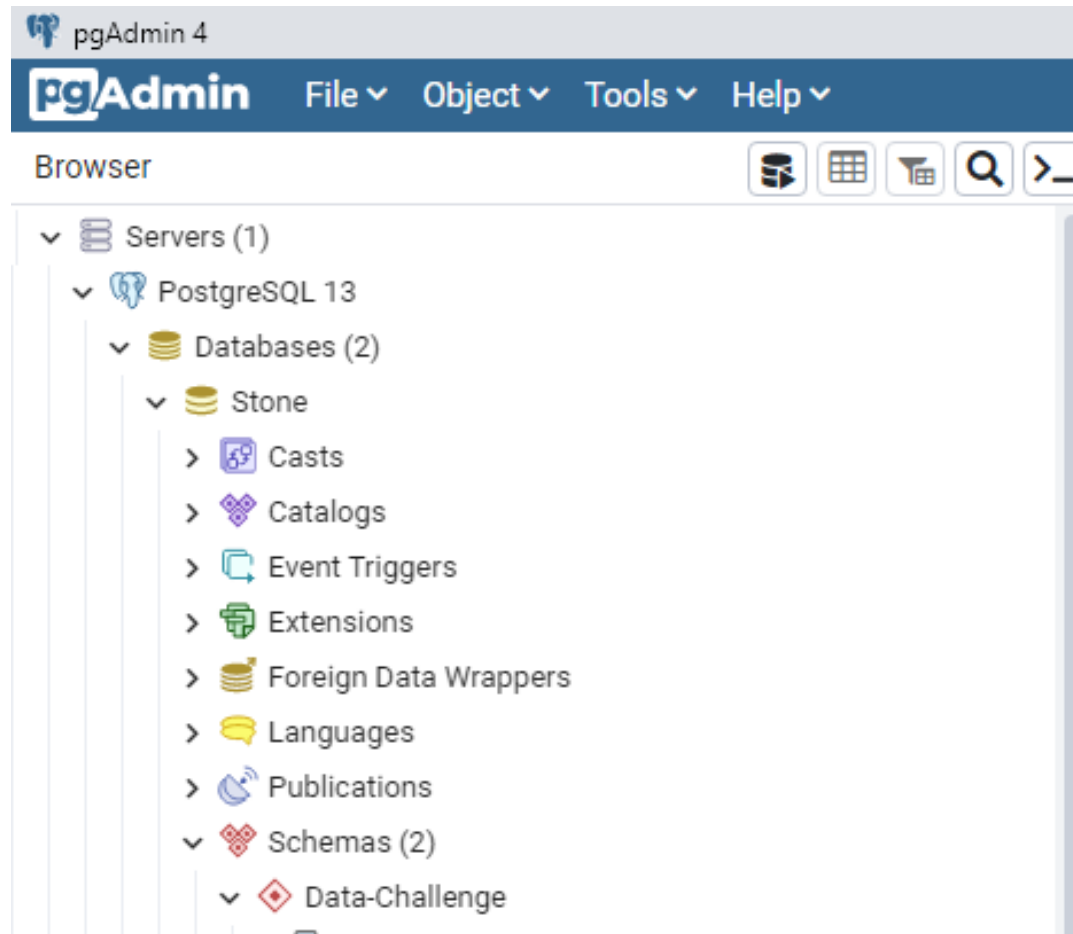 pgAdmin 4
pgAdmin File Object Tools Help
Browser
Servers (1)
PostgreSQL 13
Databases (2)
Stone
Casts
Catalogs
Event Triggers
Extensions
Foreign Data Wrappers
Languages
Publications
Schemas (2)
Data-Challenge